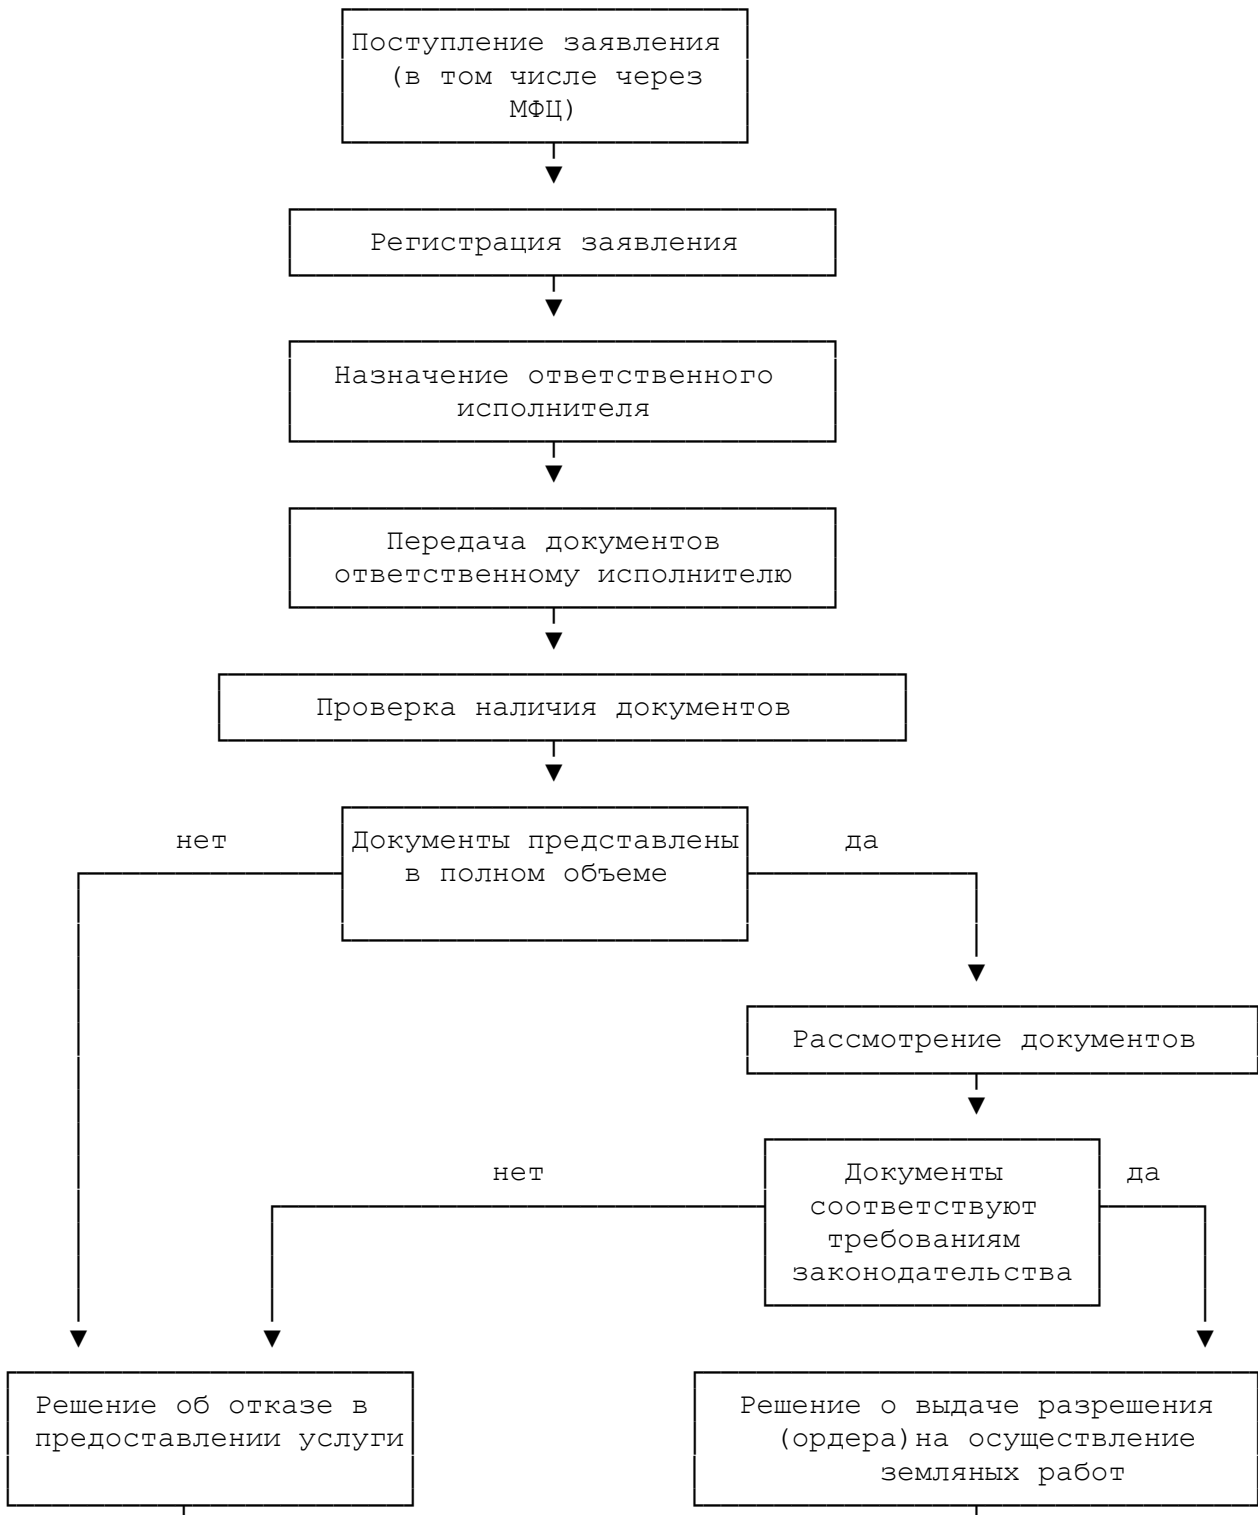 Поступление заявления
(в том числе через
МФЦ)
Регистрация заявления
Назначение ответственного
исполнителя
Передача документов
ответственному исполнителю
Проверка наличия документов
нет
Документы представлены
в полном объеме
да
Рассмотрение документов
нет
Документы
соответствуют
требованиям
законодательства
да
Решение об отказе в
предоставлении услуги
Решение о выдаче разрешения
(ордера)на осуществление
земляных работ